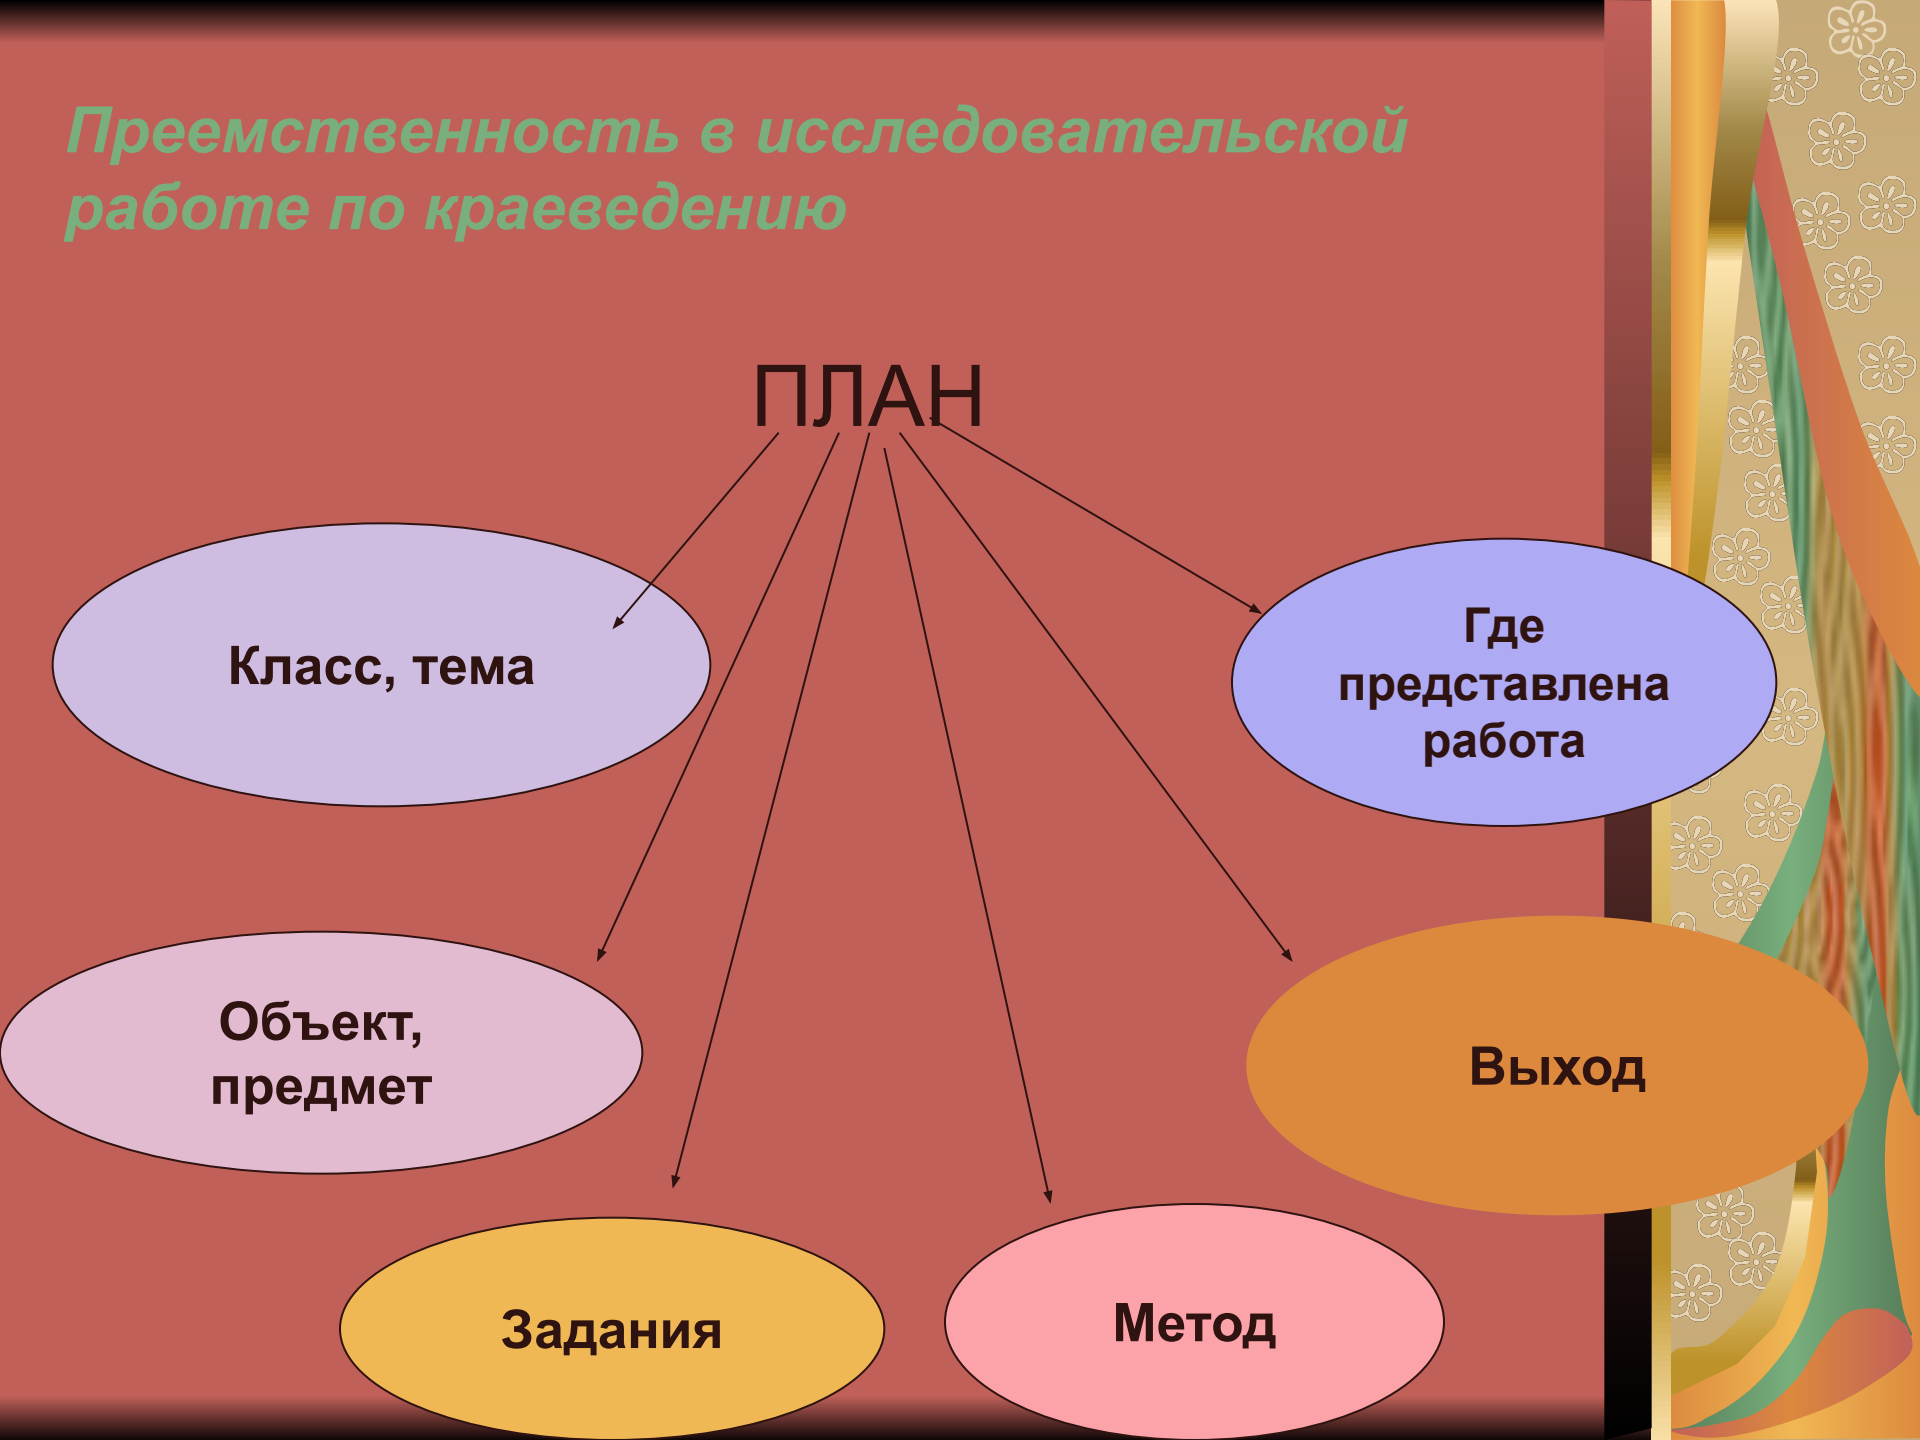 Преемственность в исследовательской
работе по краеведению
ПЛАН
Класс, тема
Где
представлена
работа
Объект,
предмет
Выход
Задания
Метод